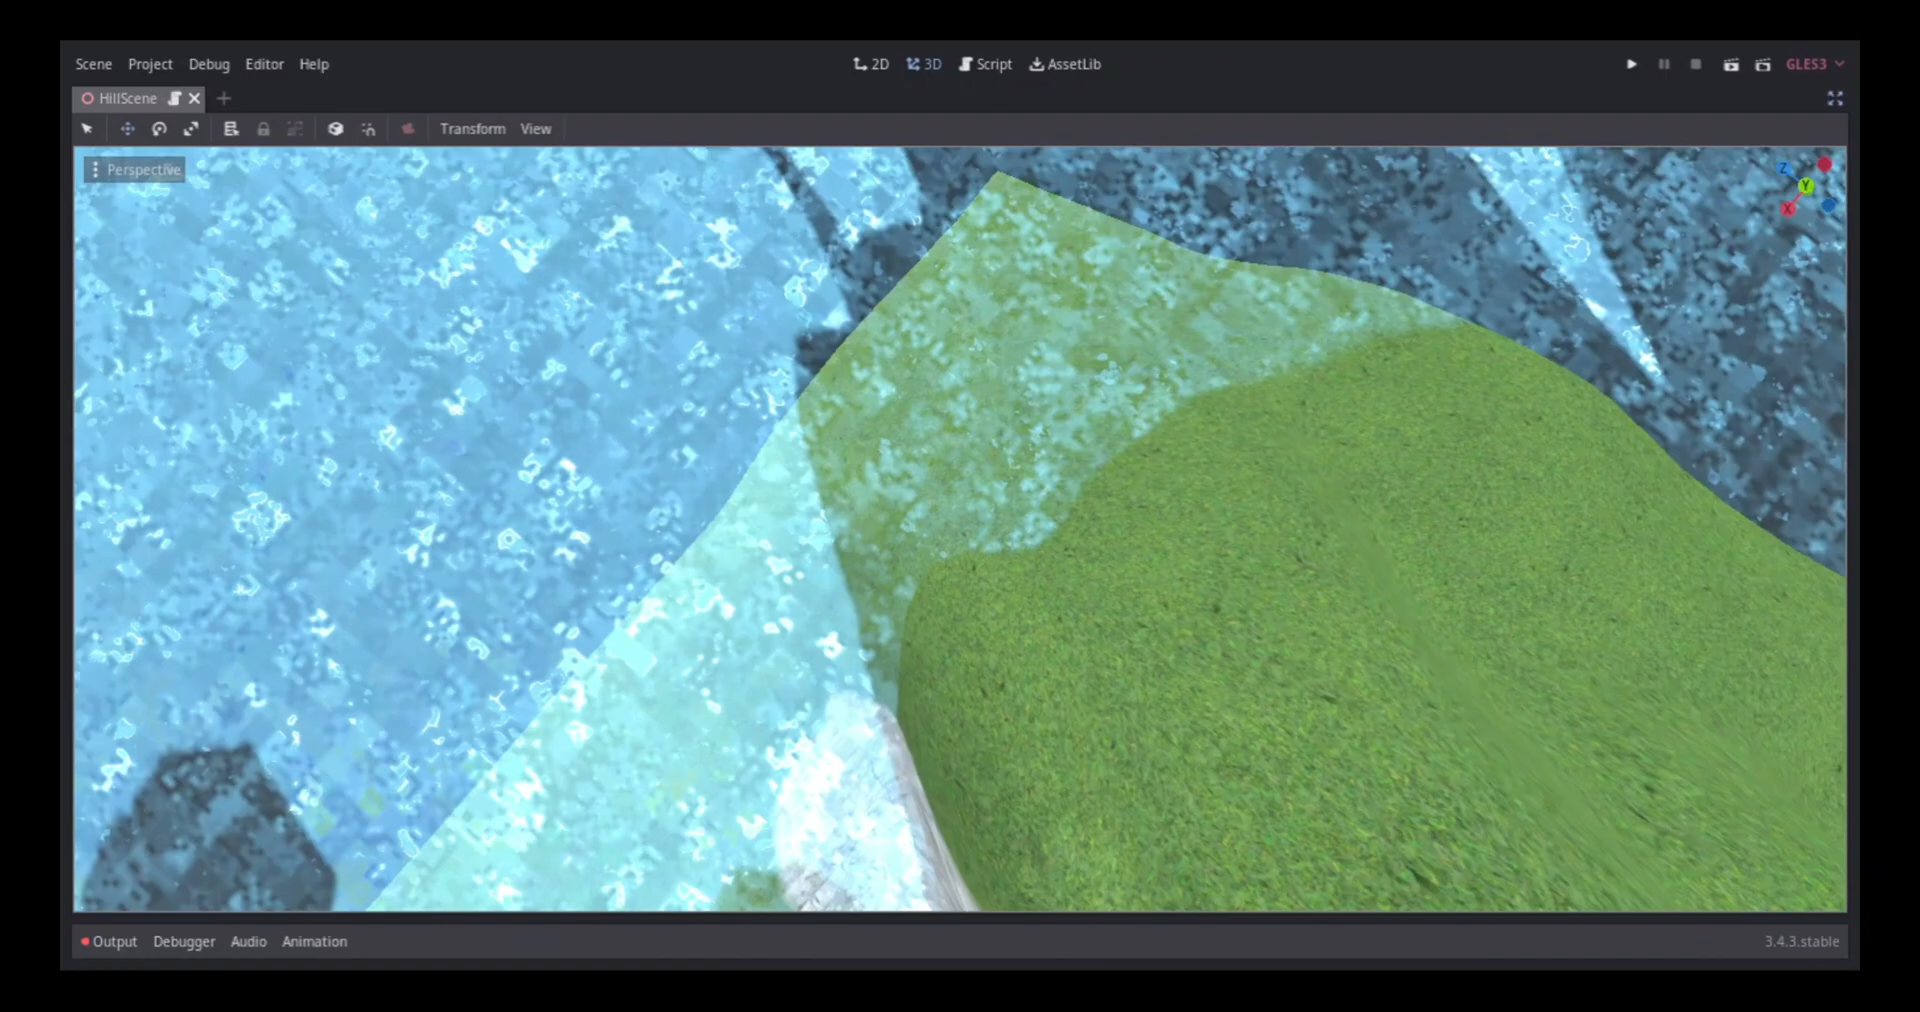 Scene Project Debug Editor Help 2D 3D Script AssetLib GLES3
HillScene
Transform View
Perspective
Z
Y
X
Output Debugger Audio Animation 3.4.3.stable